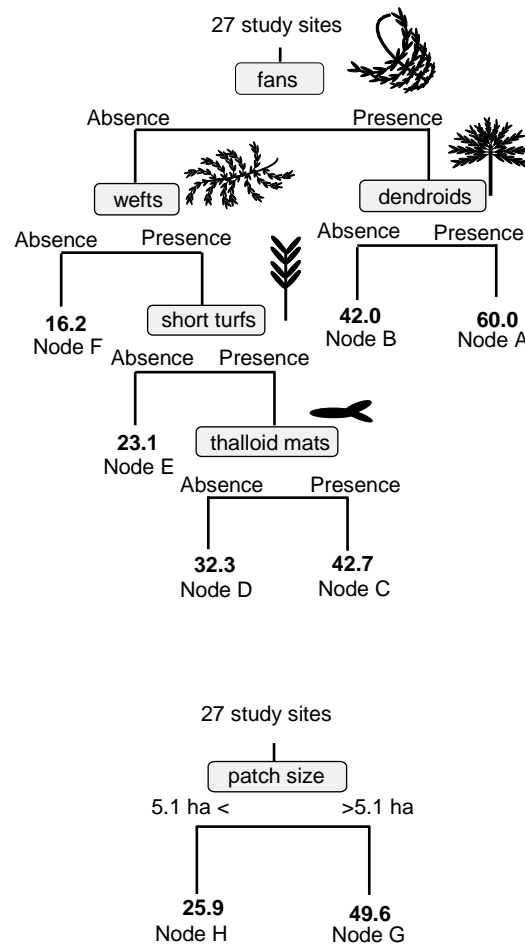 27 study sites
fans
Absence Presence
wefts dendroids
Absence Presence Absence Presence
16.2 short turfs 42.0 60.0
Node F Node B Node A
Absence Presence
23.1 thalloid mats
Node E
Absence Presence
32.3 42.7
Node D Node C
27 study sites
patch size
5.1 ha < >5.1 ha
25.9 49.6
Node H Node G